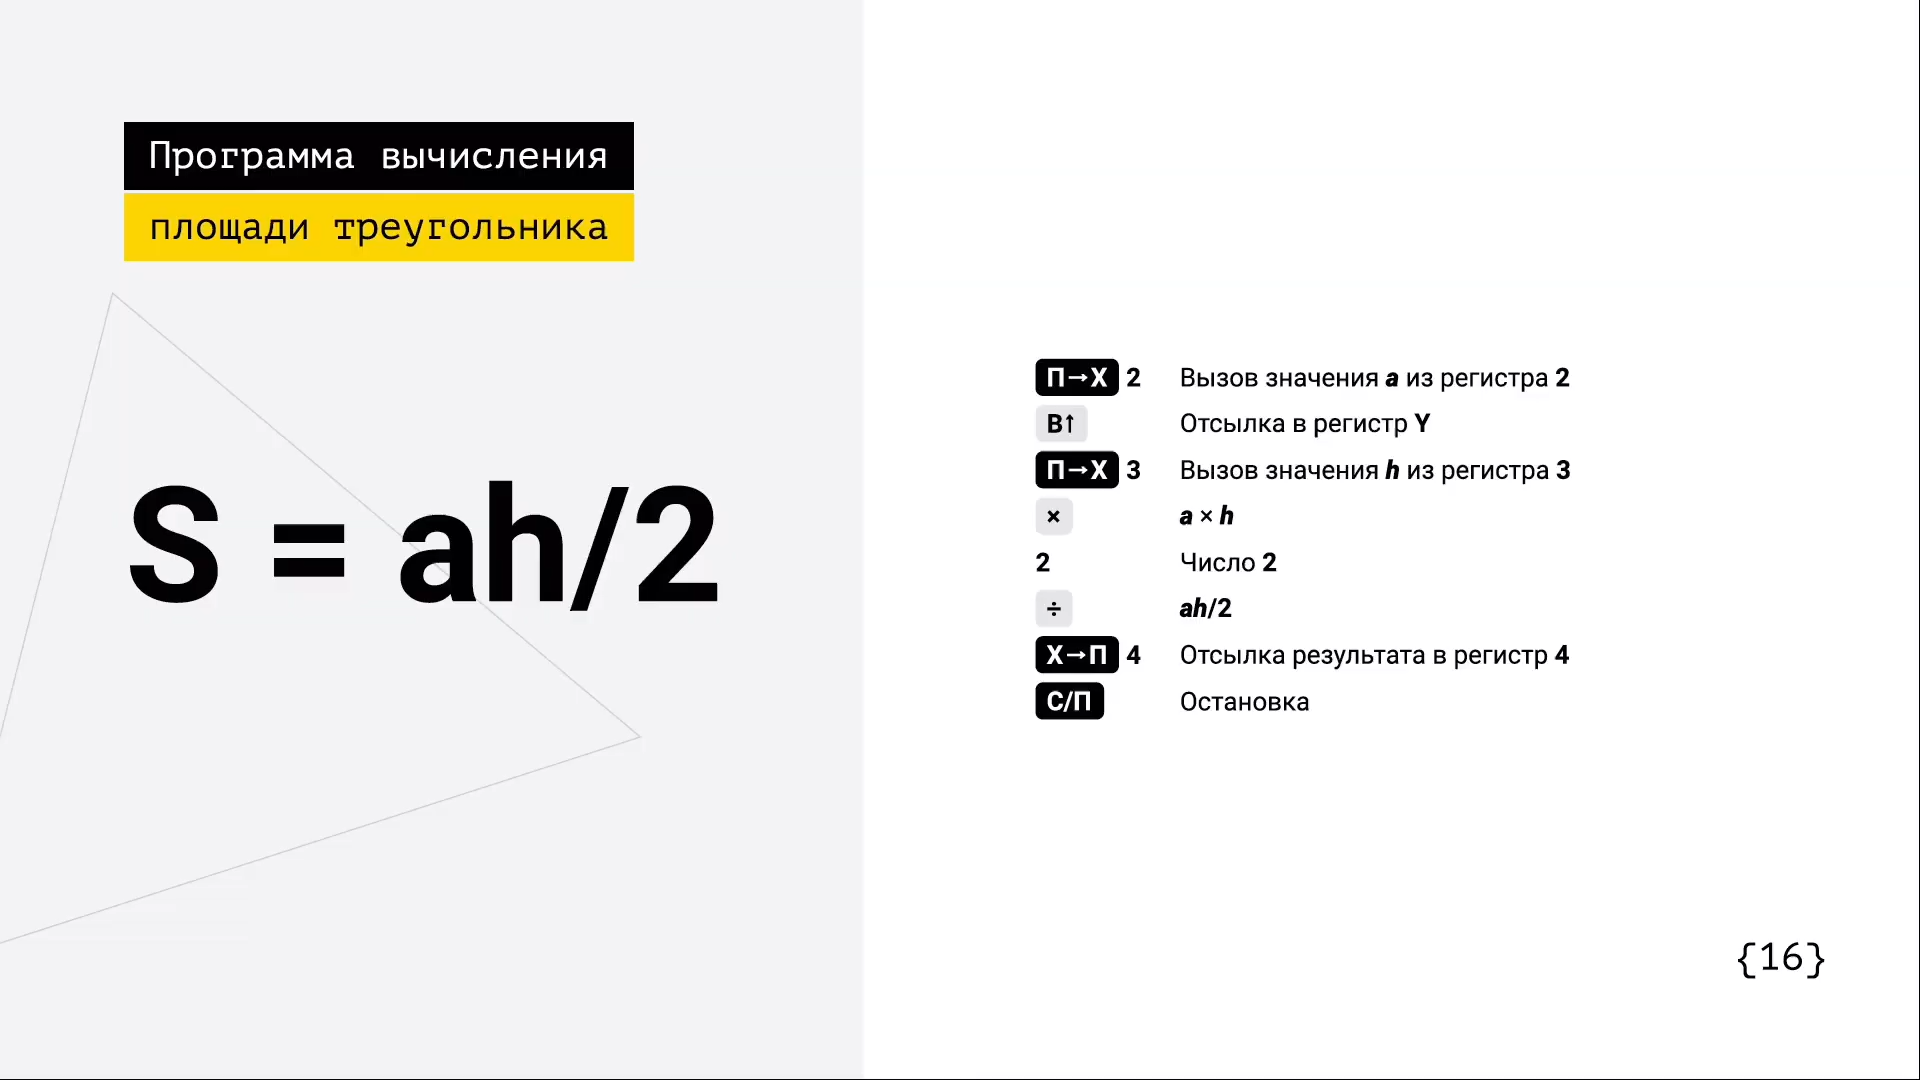 Программа вычисления
площади треугольника
S = ah/2
П→X 2 Вызов значения a из регистра 2
В↑ Отсылка в регистр Y
П→X 3 Вызов значения h из регистра 3
× a × h
2 Число 2
÷ ah/2
X→П 4 Отсылка результата в регистр 4
С/П Остановка
{16}